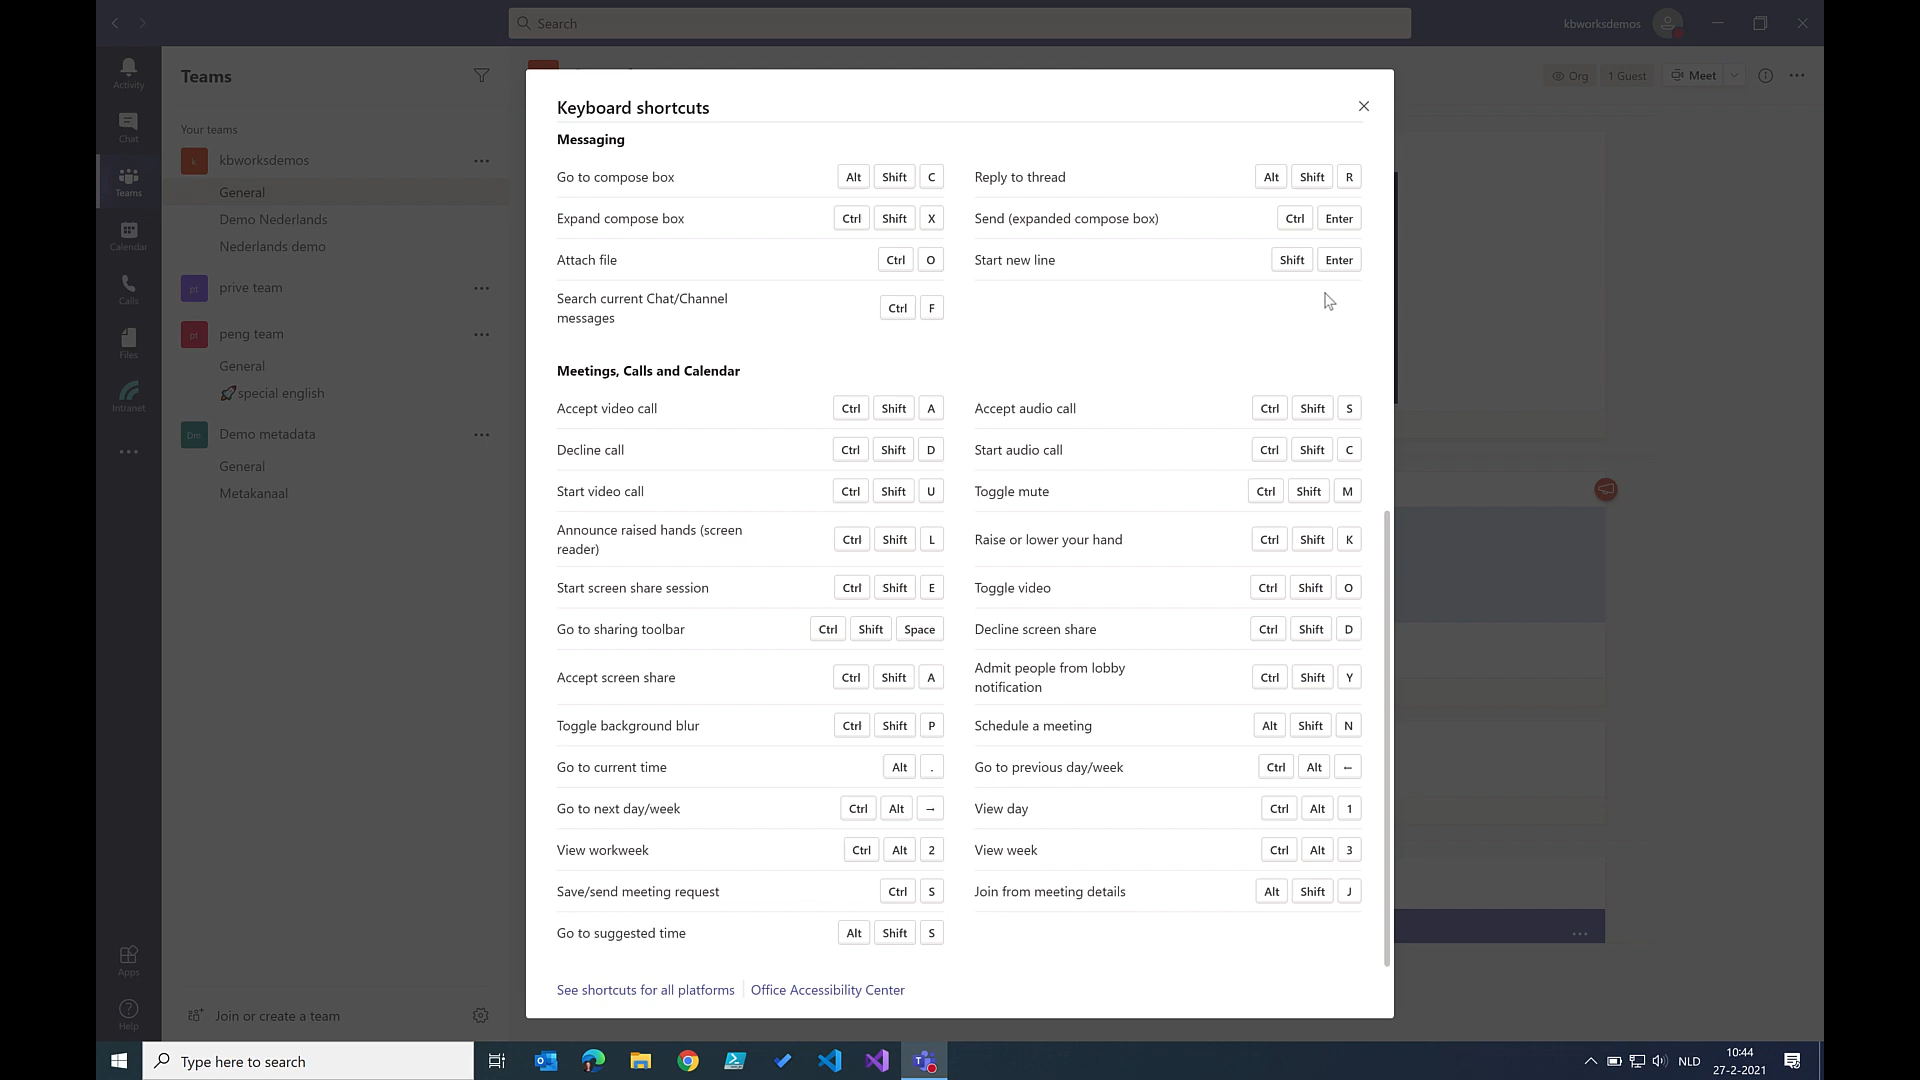 Search
kbworksdemos
Activity
Chat
Teams
Calendar
Calls
Files
Intranet
Apps
Help
Teams
Your teams
k kbworksdemos
General
Demo Nederlands
Nederlands demo
pt prive team
pt peng team
General
special english
Dm Demo metadata
General
Metakanaal
Join or create a team
Org 1 Guest Meet
Keyboard shortcuts
Messaging
Go to compose box Alt Shift C
Reply to thread Alt Shift R
Expand compose box Ctrl Shift X
Send (expanded compose box) Ctrl Enter
Attach file Ctrl O
Start new line Shift Enter
Search current Chat/Channel
messages Ctrl F
Meetings, Calls and Calendar
Accept video call Ctrl Shift A
Accept audio call Ctrl Shift S
Decline call Ctrl Shift D
Start audio call Ctrl Shift C
Start video call Ctrl Shift U
Toggle mute Ctrl Shift M
Announce raised hands (screen
reader) Ctrl Shift L
Raise or lower your hand Ctrl Shift K
Start screen share session Ctrl Shift E
Toggle video Ctrl Shift O
Go to sharing toolbar Ctrl Shift Space
Decline screen share Ctrl Shift D
Accept screen share Ctrl Shift A
Admit people from lobby
notification Ctrl Shift Y
Toggle background blur Ctrl Shift P
Schedule a meeting Alt Shift N
Go to current time Alt .
Go to previous day/week Ctrl Alt ←
Go to next day/week Ctrl Alt →
View day Ctrl Alt 1
View workweek Ctrl Alt 2
View week Ctrl Alt 3
Save/send meeting request Ctrl S
Join from meeting details Alt Shift J
Go to suggested time Alt Shift S
See shortcuts for all platforms Office Accessibility Center
Type here to search
NLD
10:44
27-2-2021